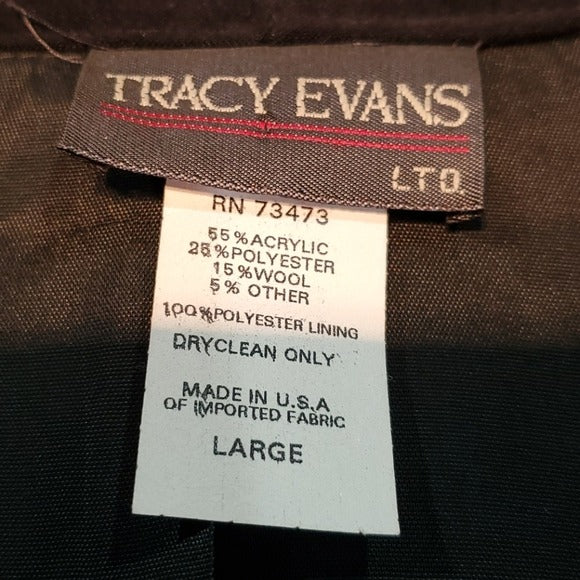 TRACY EVANS
LTD.
RN 73473
55%ACRYLIC
25%POLYESTER
15%WOOL
5% OTHER
100%POLYESTER LINING
DRYCLEAN ONLY
MADE IN U.S.A
OF IMPORTED FABRIC
LARGE